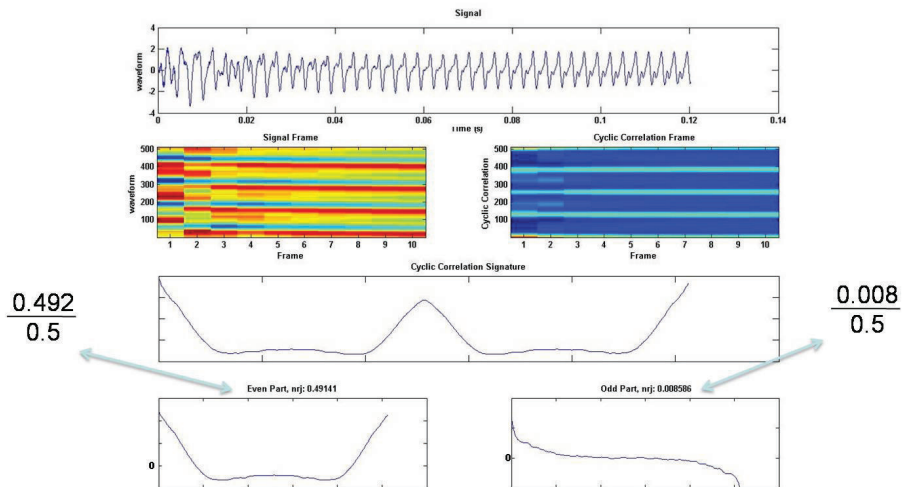 Signal
4
2
0
-2
-4
waveform
0 0.02 0.04 0.06 0.08 0.1 0.12 0.14
Time (s)
Signal Frame
500
400
300
200
100
waveform
1 2 3 4 5 6 7 8 9 10
Frame
Cyclic Correlation Frame
500
400
300
200
100
Cyclic Correlation
1 2 3 4 5 6 7 8 9 10
Frame
Cyclic Correlation Signature
0.492
0.5
0.008
0.5
Even Part, nrj: 0.49141
0
Odd Part, nrj: 0.008586
0